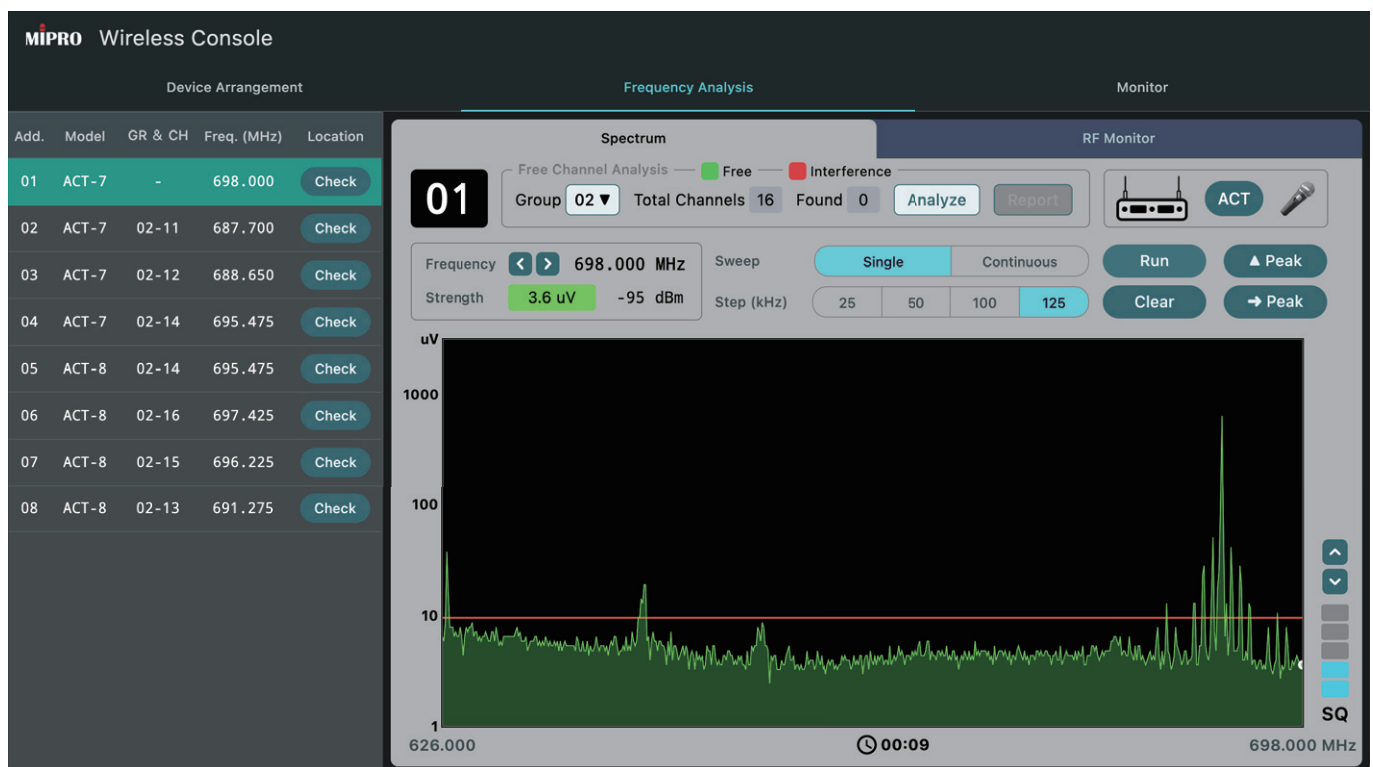 MIPRO Wireless Console
Device Arrangement Frequency Analysis Monitor
Add. Model GR & CH Freq. (MHz) Location
01 ACT-7 - 698.000 Check
02 ACT-7 02-11 687.700 Check
03 ACT-7 02-12 688.650 Check
04 ACT-7 02-14 695.475 Check
05 ACT-8 02-14 695.475 Check
06 ACT-8 02-16 697.425 Check
07 ACT-8 02-15 696.225 Check
08 ACT-8 02-13 691.275 Check
Spectrum RF Monitor
01
Free Channel Analysis Free Interference
Group 02▼ Total Channels 16 Found 0 Analyze Report
ACT
Frequency < > 698.000 MHz
Strength 3.6 uV -95 dBm
Sweep Single Continuous
Step (kHz) 25 50 100 125
Run ▲ Peak
Clear → Peak
uV
1000
100
10
1
SQ
626.000 00:09 698.000 MHz